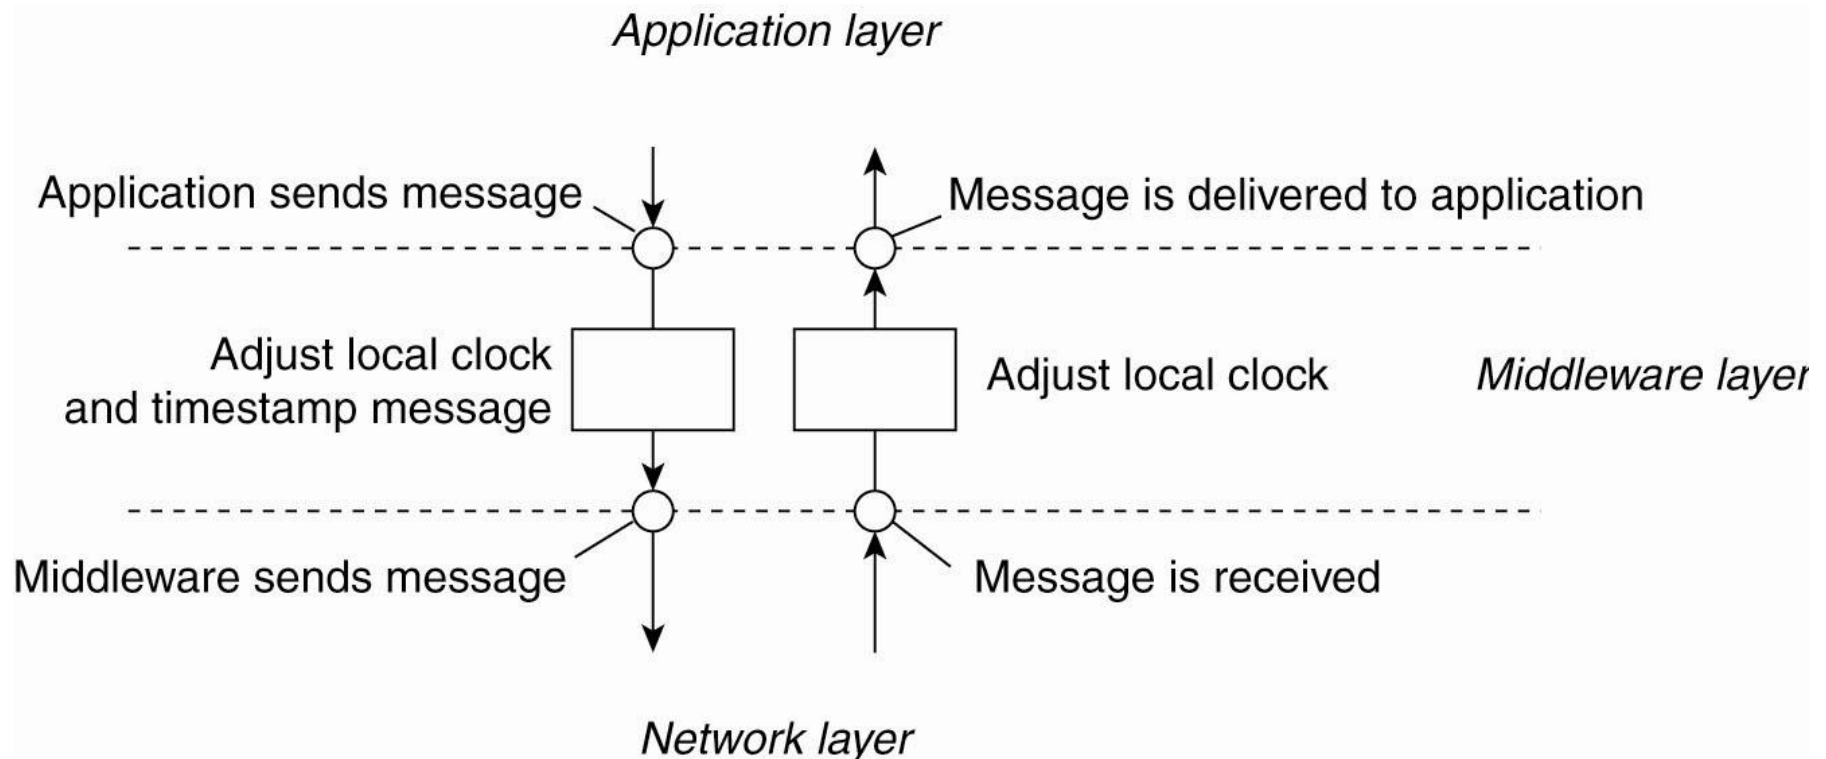 Application layer
Application sends message
Message is delivered to application
Adjust local clock
and timestamp message
Adjust local clock
Middleware layer
Middleware sends message
Message is received
Network layer